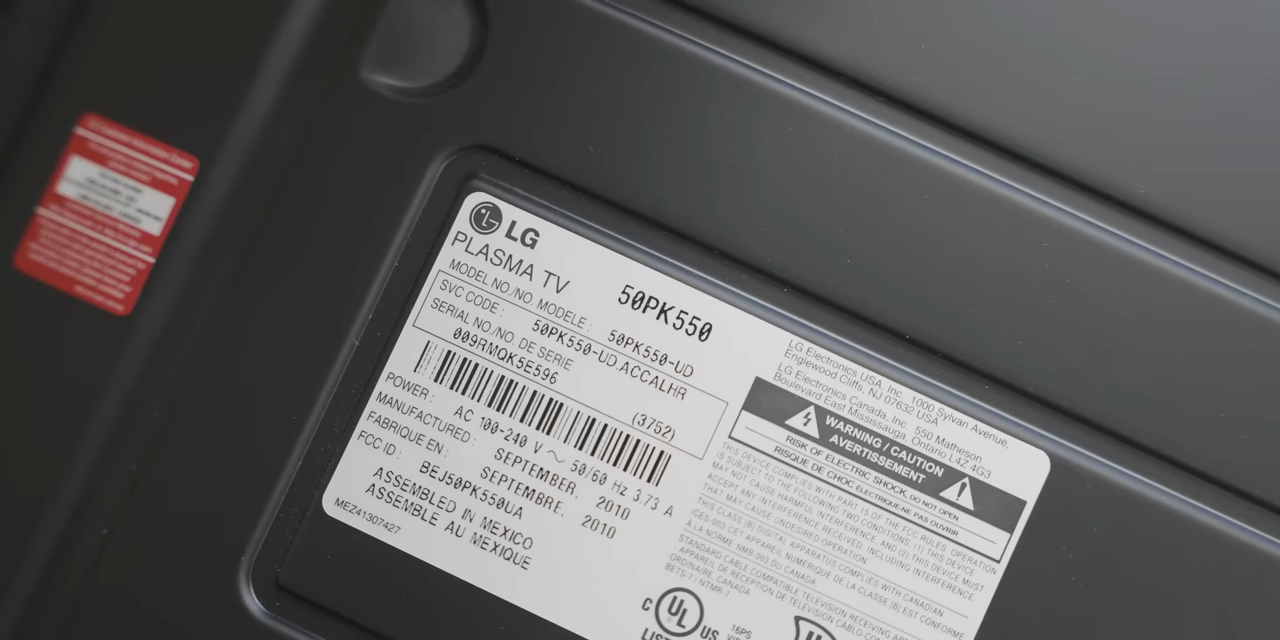 LG
PLASMA TV
50PK550
MODEL NO./NO. MODELE : 50PK550-UD
SVC CODE : 50PK550-UD.ACCALHR
SERIAL NO./NO. DE SERIE
009RMQK5E596
(3752)
POWER : AC 100-240 V ~ 50/60 Hz 3.73 A
MANUFACTURED : SEPTEMBER, 2010
FABRIQUE EN : SEPTEMBRE, 2010
FCC ID : BEJ50PK550UA
ASSEMBLED IN MEXICO
ASSEMBLE AU MEXIQUE
MEZ41307427
LG Electronics USA, Inc. 1000 Sylvan Avenue,
Englewood Cliffs, NJ 07632 USA
LG Electronics Canada, Inc. 550 Matheson
Boulevard East Mississauga, Ontario L4Z 4G3
WARNING / CAUTION
AVERTISSEMENT
RISK OF ELECTRIC SHOCK, DO NOT OPEN.
RISQUE DE CHOC ELECTRIQUE-NE PAS OUVRIR
THIS DEVICE COMPLIES WITH PART 15 OF THE FCC RULES. OPERATION
IS SUBJECT TO THE FOLLOWING TWO CONDITIONS: (1) THIS DEVICE
MAY NOT CAUSE HARMFUL INTERFERENCE, AND (2) THIS DEVICE MUST
ACCEPT ANY INTERFERENCE RECEIVED, INCLUDING INTERFERENCE
THAT MAY CAUSE UNDESIRED OPERATION.
THIS CLASS [B] DIGITAL APPARATUS COMPLIES WITH CANADIAN
ICES-003 CET APPAREIL NUMERIQUE DE LA CLASSE [B] EST CONFORME
A LA NORME NMB-003 DU CANADA
STANDARD CABLE COMPATIBLE TELEVISION RECEIVING
ORDINAIRE DE RECEPTION DE TELEVISION CABLO
ORDINAIRE, CANADA
BETS-7 / NTMR-7
C UL US
LIST
16PS